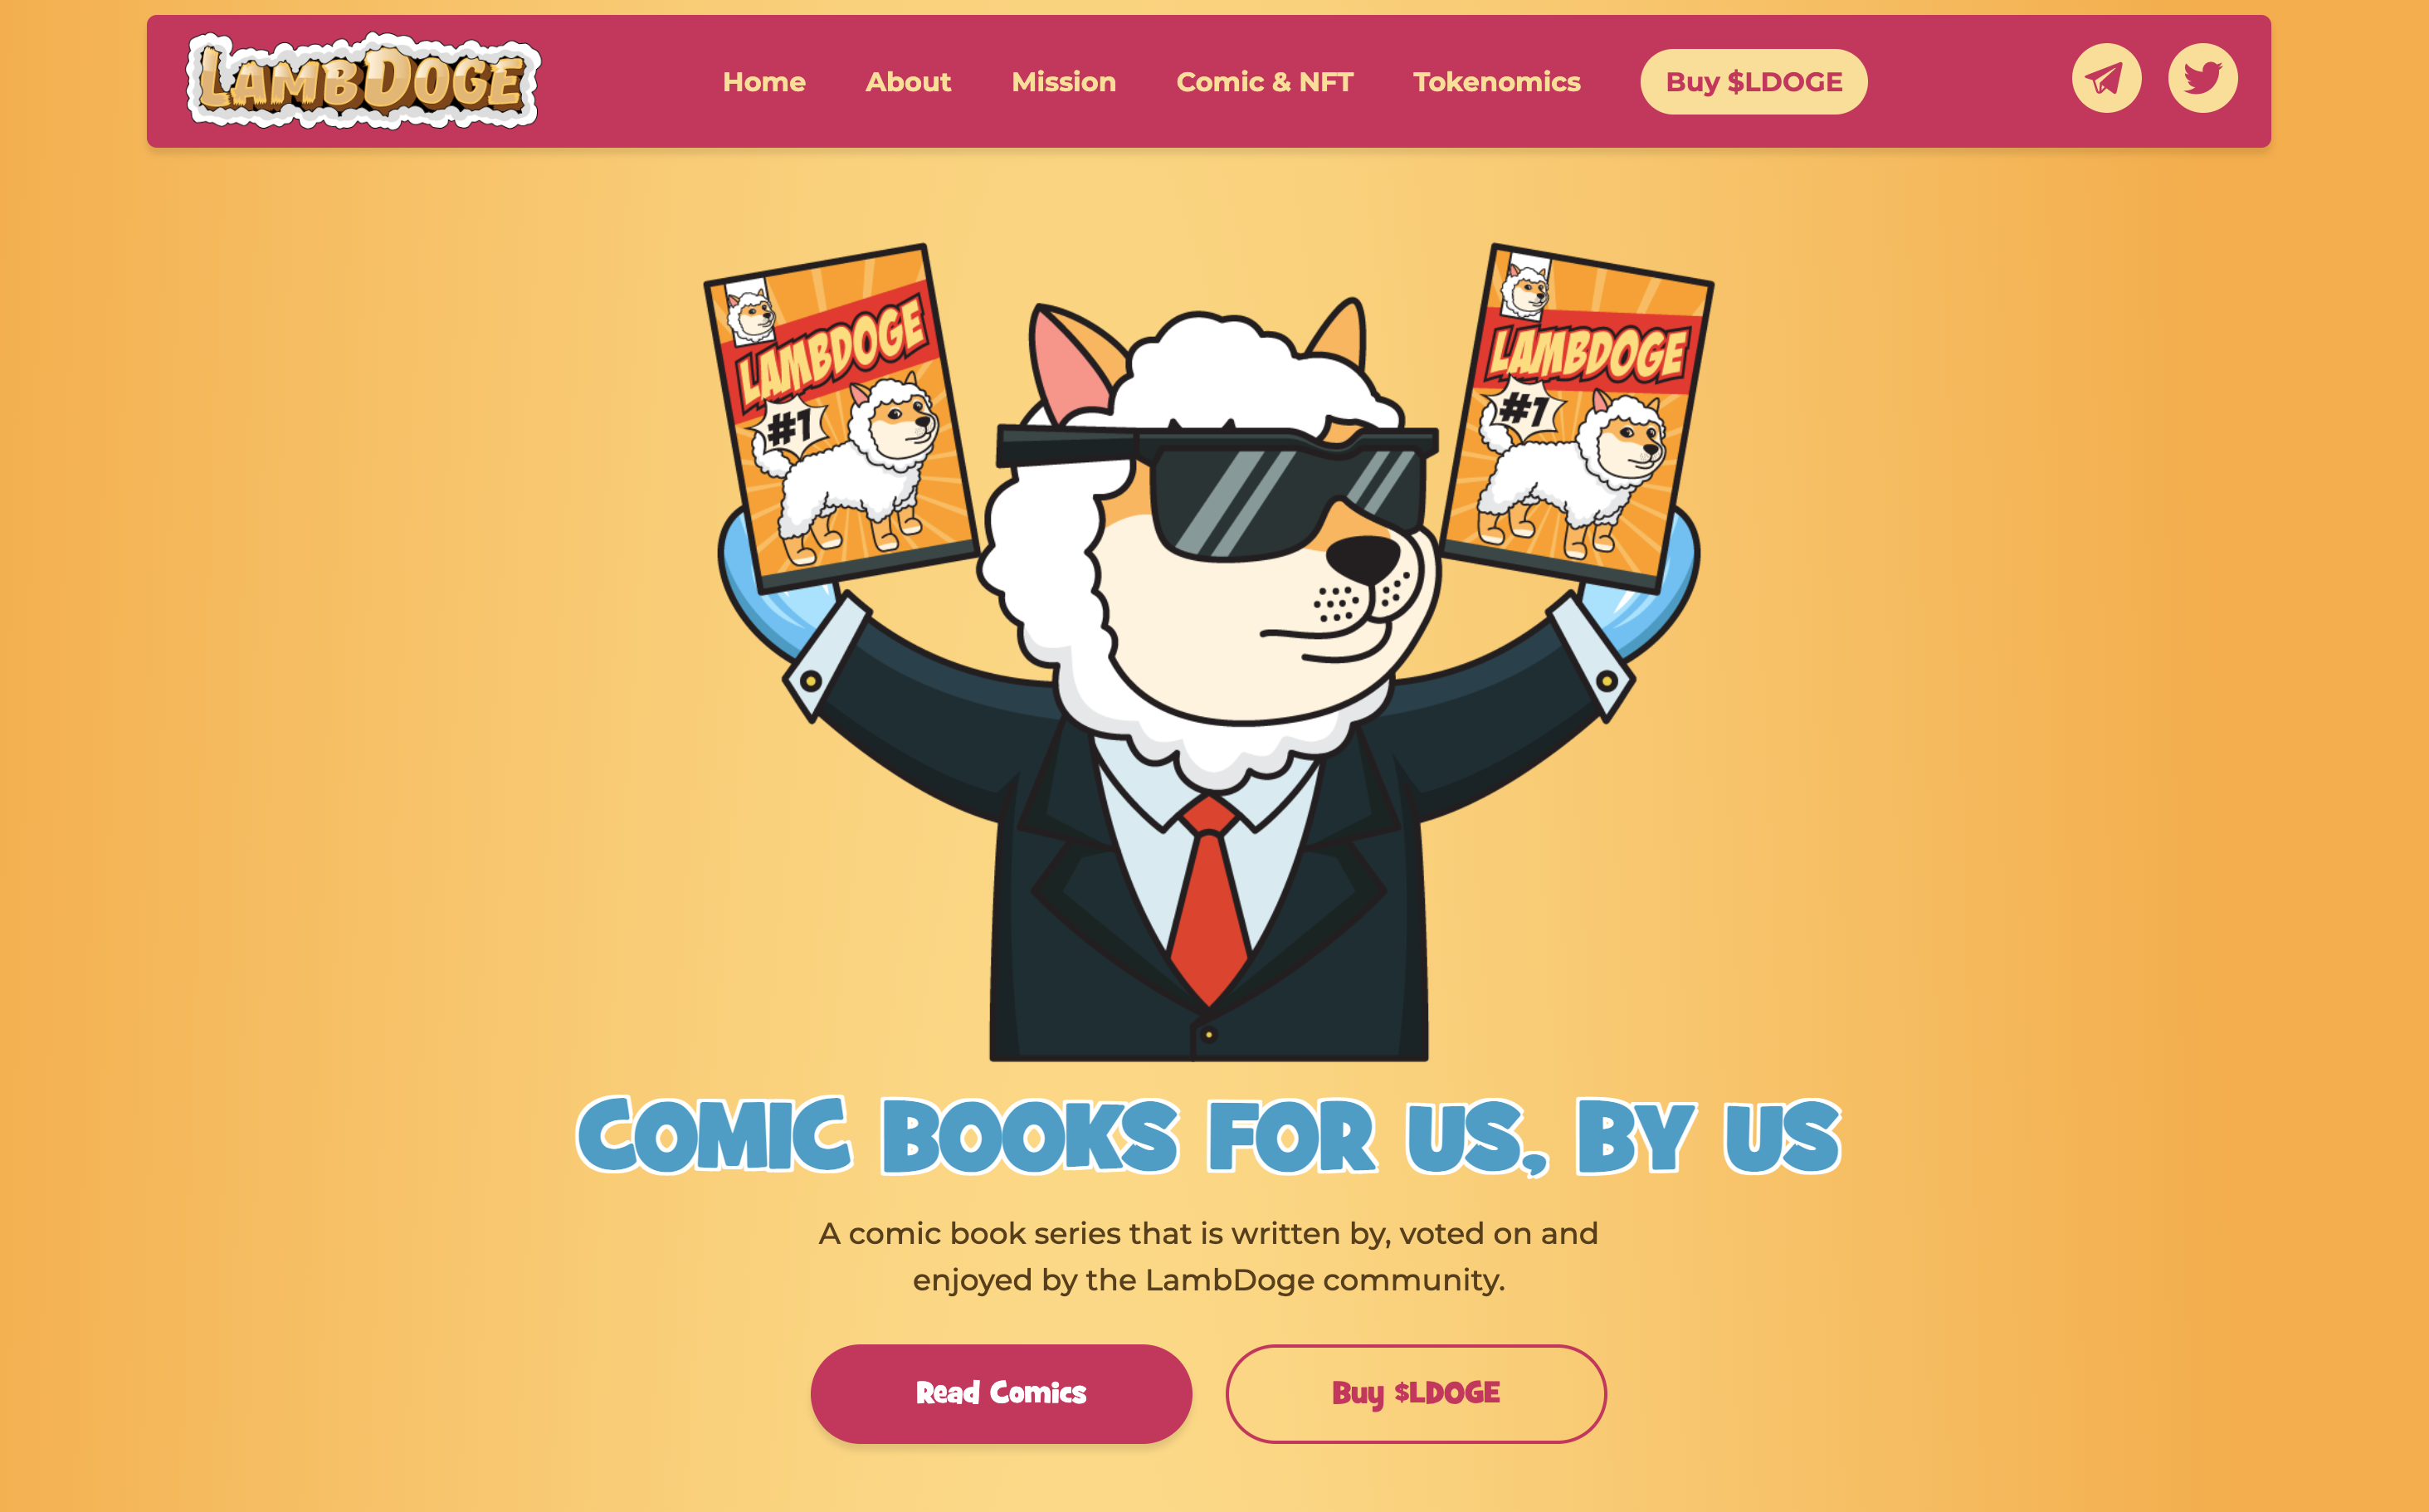 LAMBDOGE
Home About Mission Comic & NFT Tokenomics Buy $LDOGE
LAMBDOGE
#1
LAMBDOGE
#1
COMIC BOOKS FOR US, BY US
A comic book series that is written by, voted on and
enjoyed by the LambDoge community.
Read Comics Buy $LDOGE